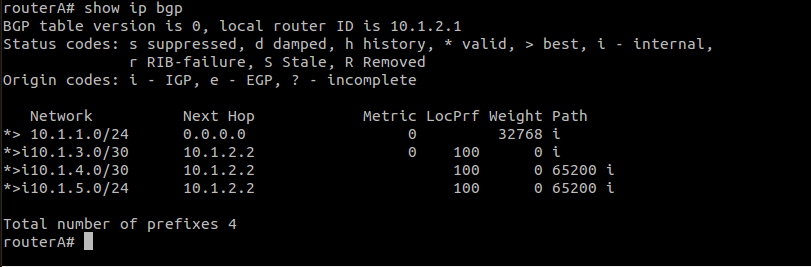 routerA# show ip bgp
BGP table version is 0, local router ID is 10.1.2.1
Status codes: s suppressed, d damped, h history, * valid, > best, i - internal,
              r RIB-failure, S Stale, R Removed
Origin codes: i - IGP, e - EGP, ? - incomplete

   Network          Next Hop            Metric LocPrf Weight Path
*> 10.1.1.0/24      0.0.0.0                  0         32768 i
*>i10.1.3.0/30      10.1.2.2                 0    100      0 i
*>i10.1.4.0/30      10.1.2.2                      100      0 65200 i
*>i10.1.5.0/24      10.1.2.2                      100      0 65200 i

Total number of prefixes 4
routerA#